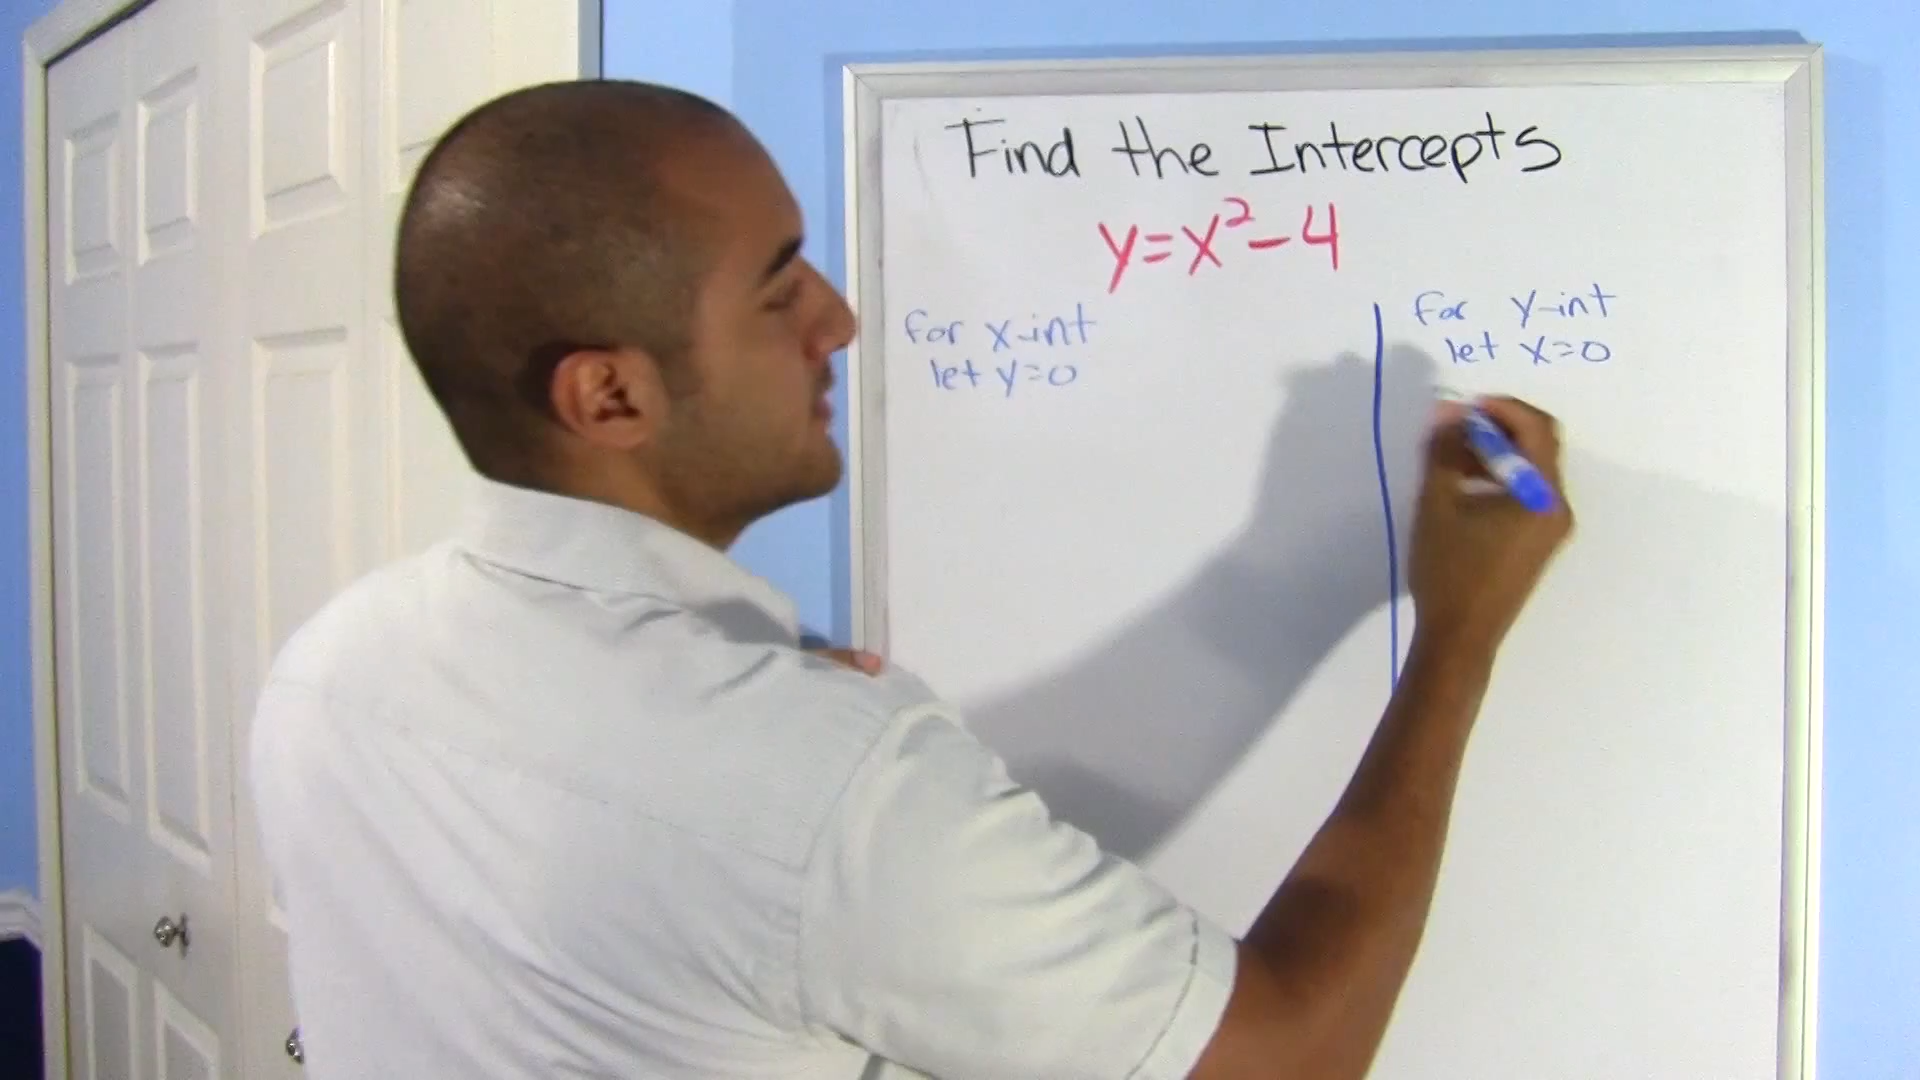 Find the Intercepts
y=x²-4
for x-int
let y=0
for y-int
let x=0